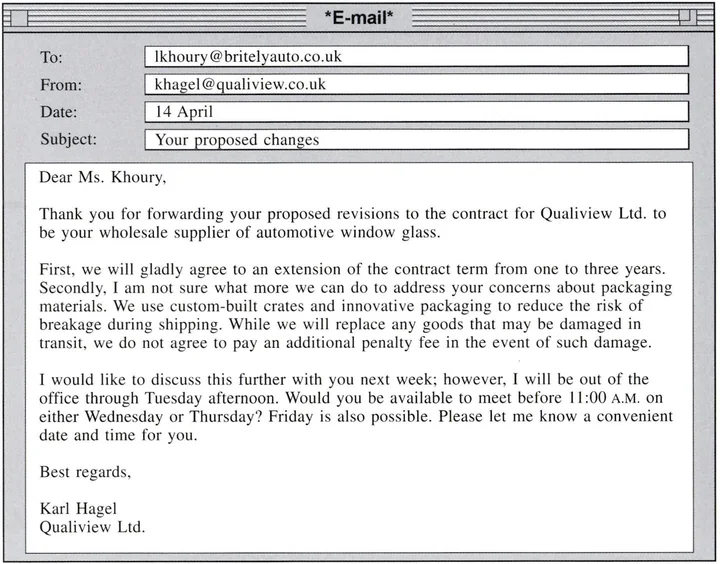 *E-mail*
To: lkhoury@britelyauto.co.uk
From: khagel@qualiview.co.uk
Date: 14 April
Subject: Your proposed changes
Dear Ms. Khoury,
Thank you for forwarding your proposed revisions to the contract for Qualiview Ltd. to
be your wholesale supplier of automotive window glass.
First, we will gladly agree to an extension of the contract term from one to three years.
Secondly, I am not sure what more we can do to address your concerns about packaging
materials. We use custom-built crates and innovative packaging to reduce the risk of
breakage during shipping. While we will replace any goods that may be damaged in
transit, we do not agree to pay an additional penalty fee in the event of such damage.
I would like to discuss this further with you next week; however, I will be out of the
office through Tuesday afternoon. Would you be available to meet before 11:00 A.M. on
either Wednesday or Thursday? Friday is also possible. Please let me know a convenient
date and time for you.
Best regards,
Karl Hagel
Qualiview Ltd.